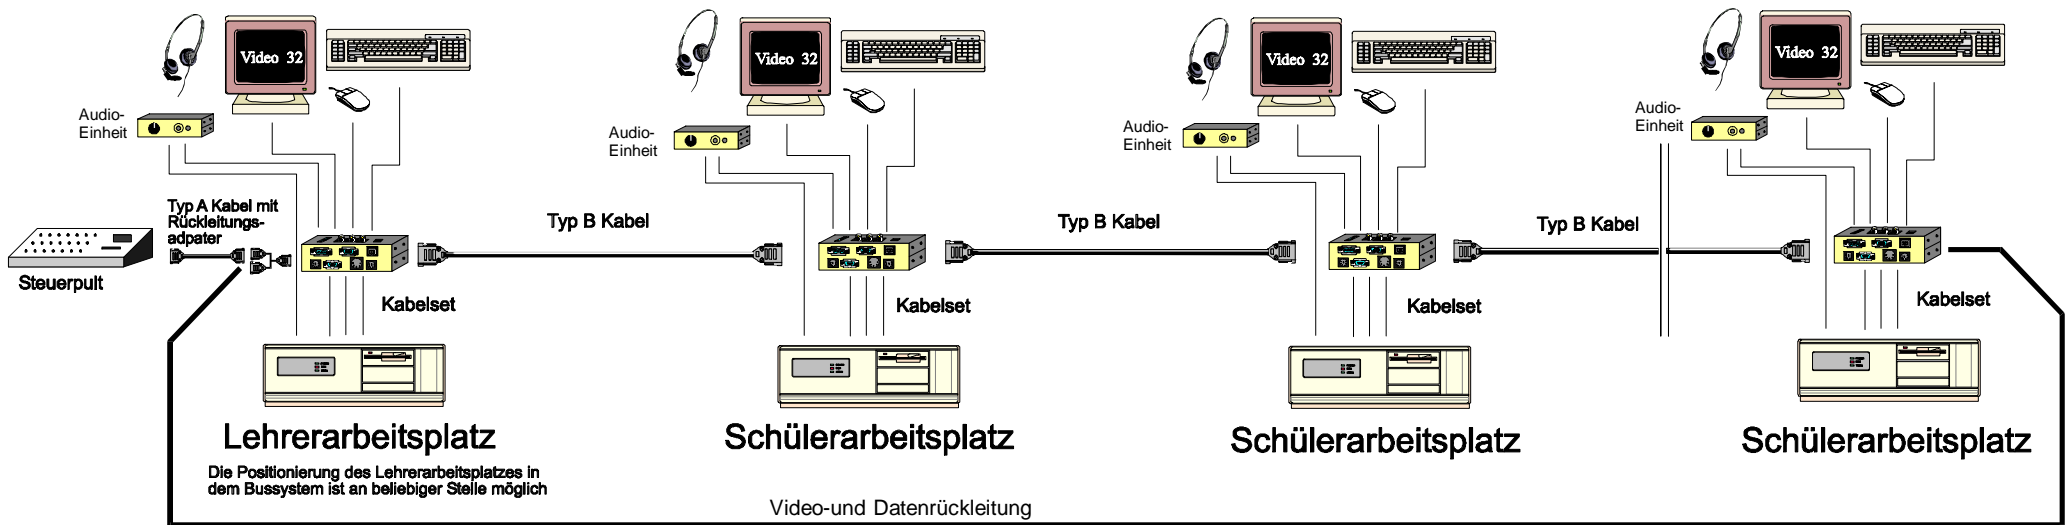 Video 32
Video 32
Video 32
Video 32
Audio-
Einheit
Audio-
Einheit
Audio-
Einheit
Audio-
Einheit
Typ A Kabel mit
Rückleitungs-
adpater
Typ B Kabel
Typ B Kabel
Typ B Kabel
Steuerpult
Kabelset
Kabelset
Kabelset
Kabelset
Lehrerarbeitsplatz
Schülerarbeitsplatz
Schülerarbeitsplatz
Schülerarbeitsplatz
Die Positionierung des Lehrerarbeitsplatzes in
dem Bussystem ist an beliebiger Stelle möglich
Video-und Datenrückleitung